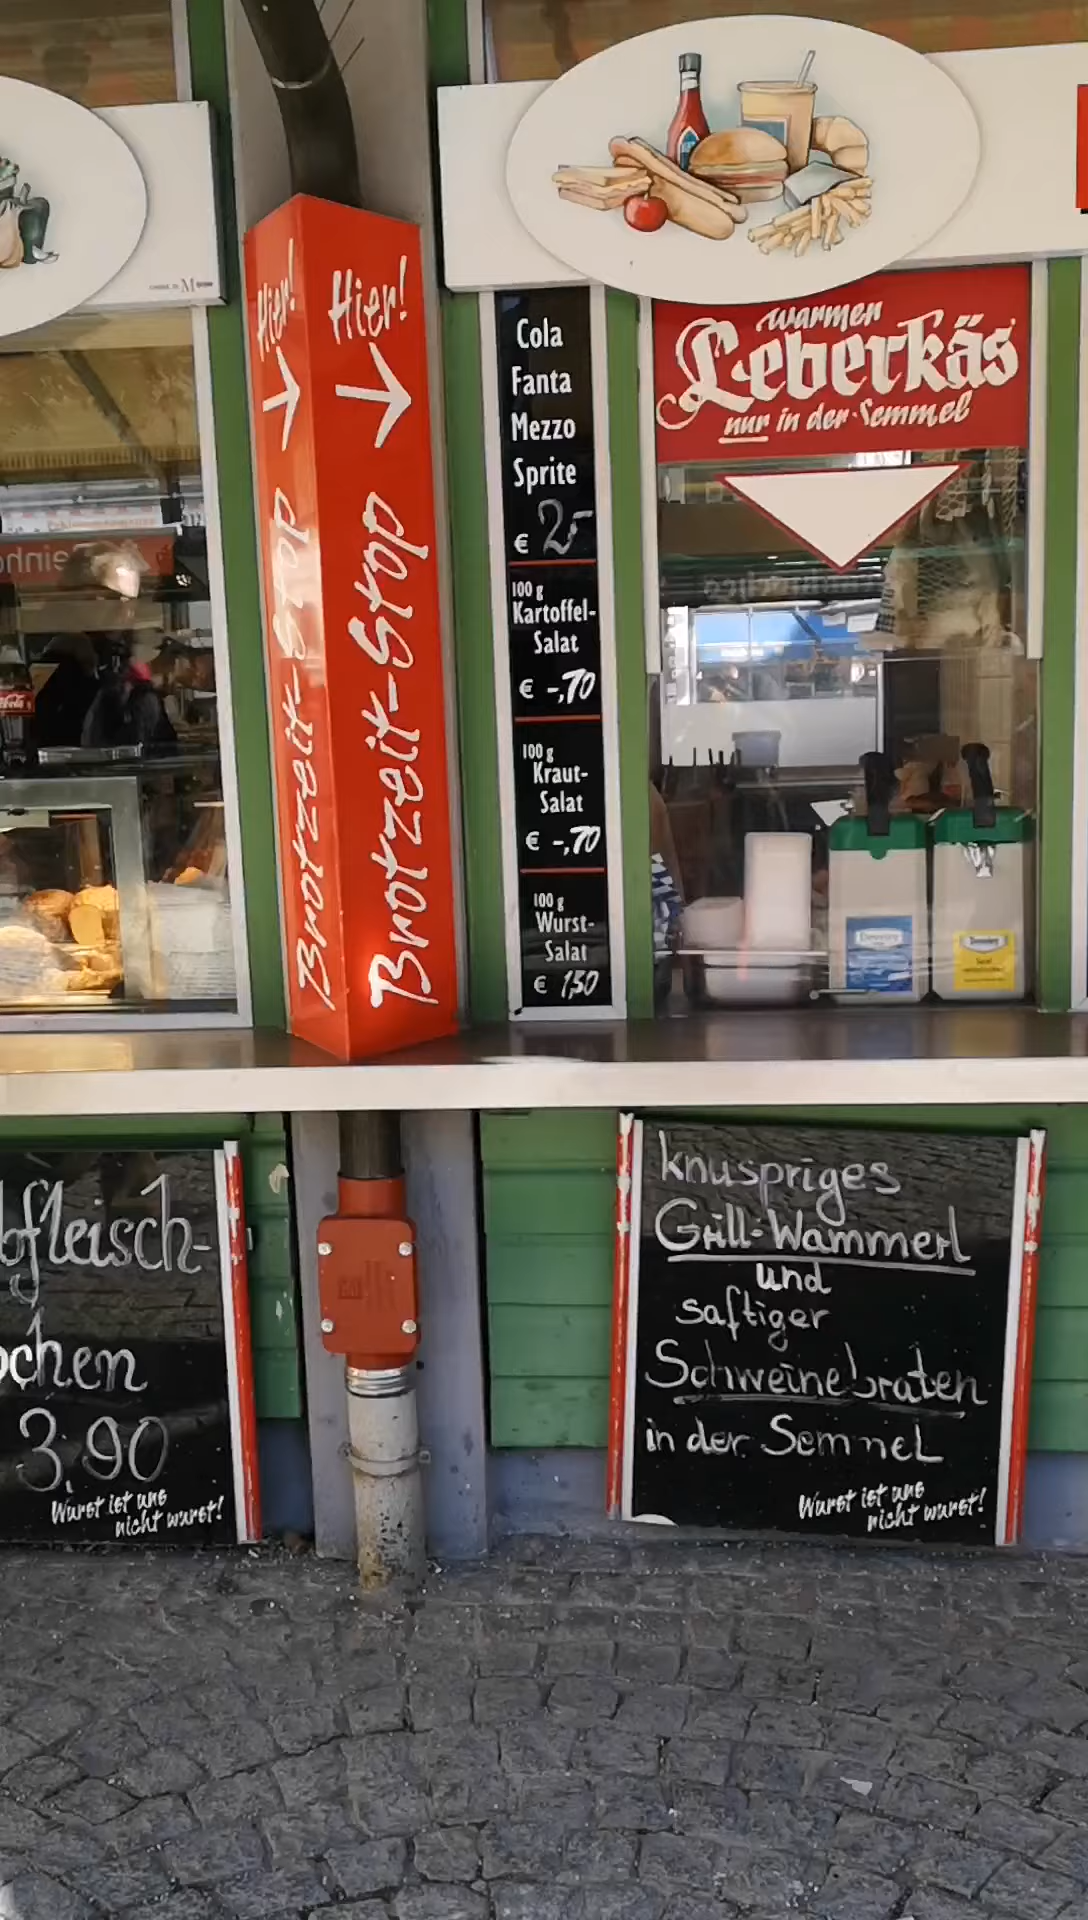 Hier!
Brotzeit-Stop
Hier!
Brotzeit-Stop
Cola
Fanta
Mezzo
Sprite
€ 2,-
100 g
Kartoffel-
Salat
€ -,70
100 g
Kraut-
Salat
€ -,70
100 g
Wurst-
Salat
€ 1,50
warmen
Leberkäs
nur in der Semmel
bfleisch-
ochen
3,90
Wurst ist uns
nicht wurst!
knuspriges
Grill-Wammerl
und
saftiger
Schweinebraten
in der Semmel
Wurst ist uns
nicht wurst!